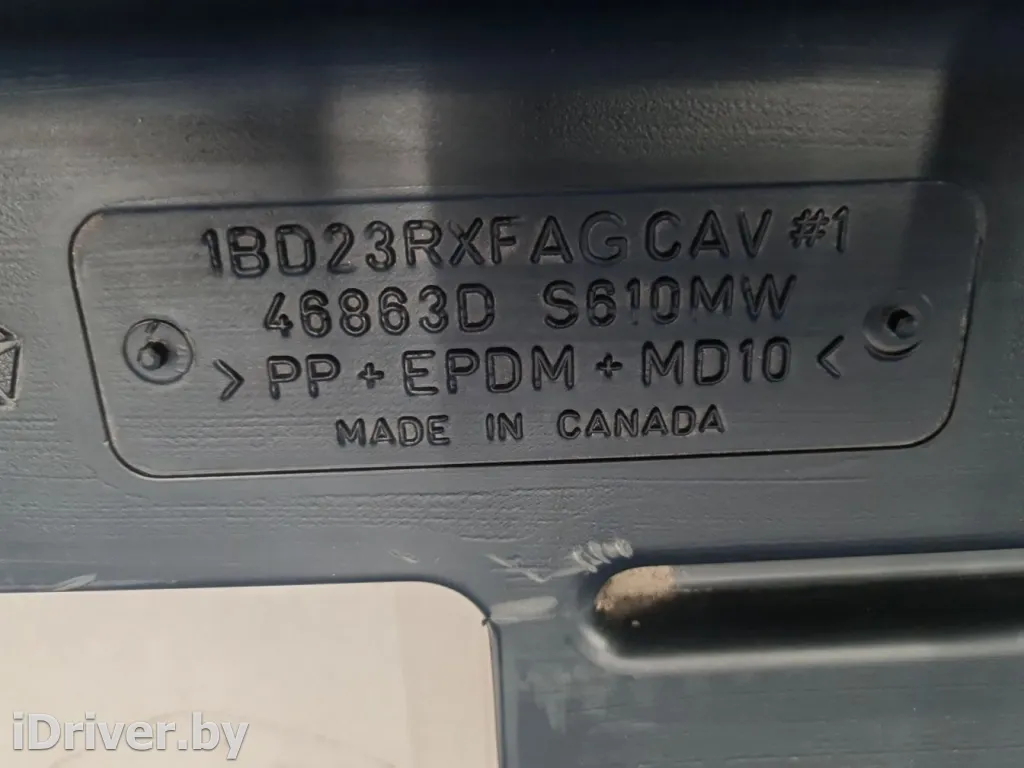 1BD23RXFAG CAV #1
46863D S610MW
> PP + EPDM + MD10 <
MADE IN CANADA
iDriver.by